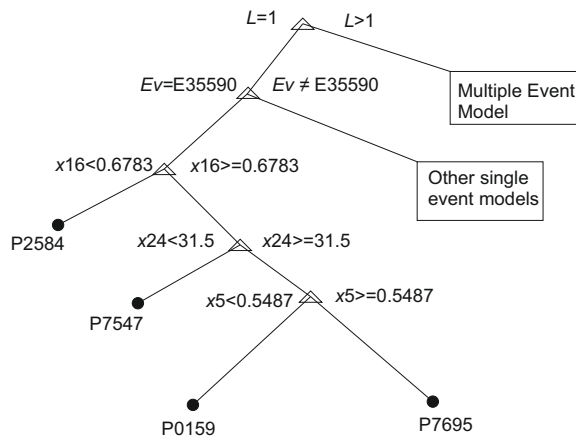 L=1
L>1
Ev=E35590
Ev ≠ E35590
Multiple Event
Model
x16<0.6783
x16>=0.6783
Other single
event models
P2584
x24<31.5
x24>=31.5
P7547
x5<0.5487
x5>=0.5487
P0159
P7695